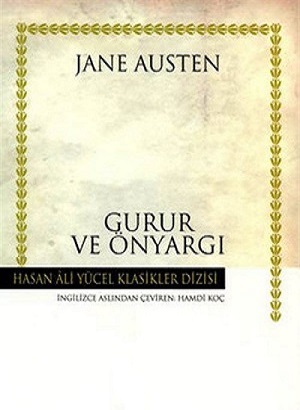 JANE AUSTEN
GURUR
VE ÖNYARGI
HASAN ÂLİ YÜCEL KLASİKLER DİZİSİ
İNGİLİZCE ASLINDAN ÇEVİREN: HAMDİ KOÇ